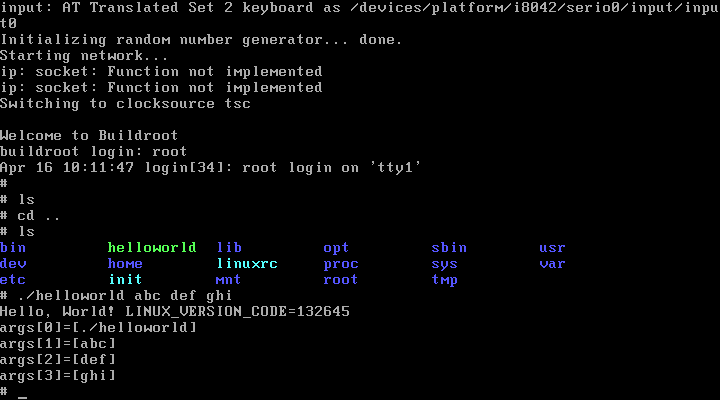 input: AT Translated Set 2 keyboard as /devices/platform/i8042/serio0/input/inpu
t0
Initializing random number generator... done.
Starting network...
ip: socket: Function not implemented
ip: socket: Function not implemented
Switching to clocksource tsc
Welcome to Buildroot
buildroot login: root
Apr 16 10:11:47 login[34]: root login on 'tty1'
#
# ls
# cd ..
# ls
bin helloworld lib opt sbin usr
dev home linuxrc proc sys var
etc init mnt root tmp
# ./helloworld abc def ghi
Hello, World! LINUX_VERSION_CODE=132645
args[0]=[./helloworld]
args[1]=[abc]
args[2]=[def]
args[3]=[ghi]
# _